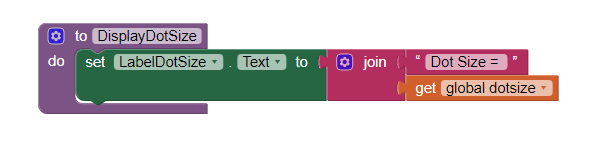 to DisplayDotSize
do set LabelDotSize . Text to join “ Dot Size = ”
get global dotsize